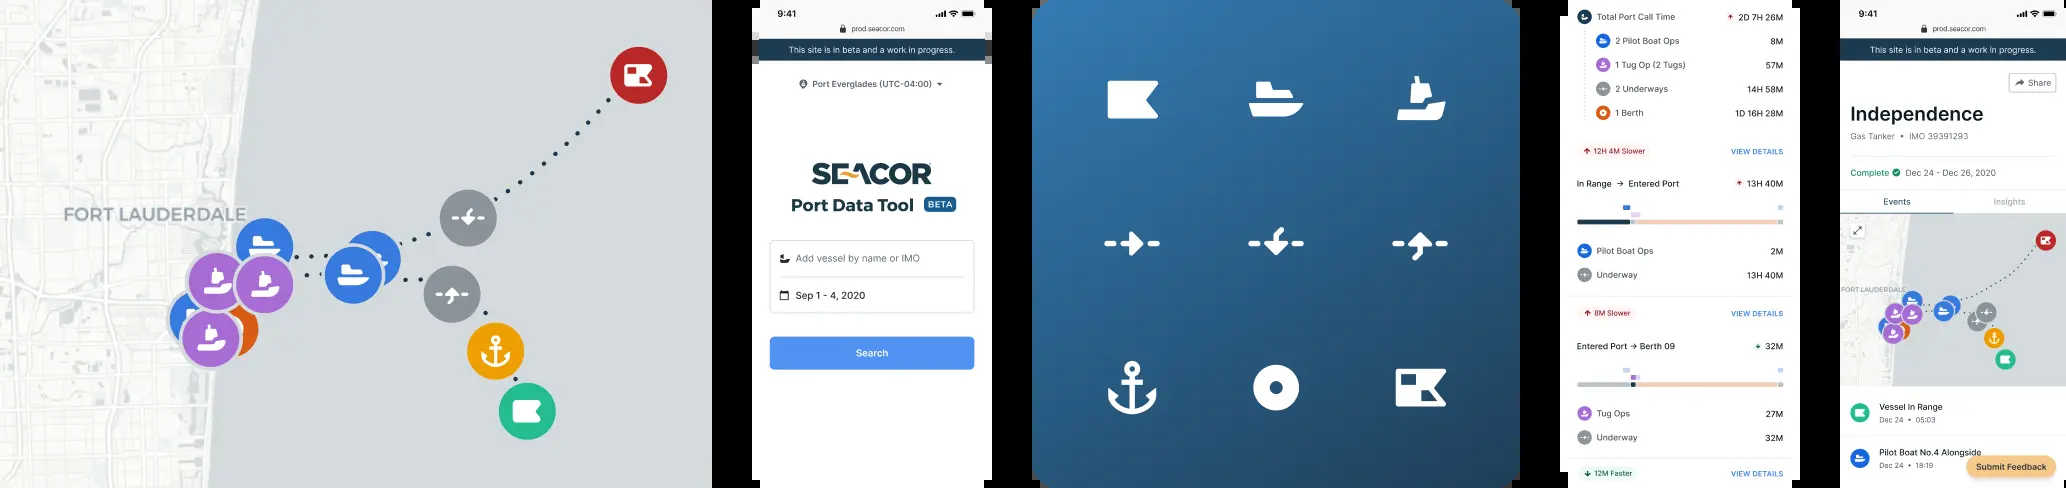 FORT LAUDERDALE
9:41
prod.seacor.com
This site is in beta and a work in progress.
Port Everglades (UTC-04:00)
SEACOR
Port Data Tool BETA
Add vessel by name or IMO
Sep 1 - 4, 2020
Search
Total Port Call Time 2D 7H 26M
2 Pilot Boat Ops 8M
1 Tug Op (2 Tugs) 57M
2 Underways 14H 58M
1 Berth 1D 16H 28M
12H 4M Slower VIEW DETAILS
In Range → Entered Port 13H 40M
Pilot Boat Ops 2M
Underway 13H 40M
8M Slower VIEW DETAILS
Entered Port → Berth 09 32M
Tug Ops 27M
Underway 32M
12M Faster VIEW DETAILS
9:41
prod.seacor.com
This site is in beta and a work in progress.
Share
Independence
Gas Tanker • IMO 39391293
Complete Dec 24 - Dec 26, 2020
Events Insights
FORT LAUDERDALE
Vessel In Range
Dec 24 • 05:03
Pilot Boat No.4 Alongside
Dec 24 • 18:19
Submit Feedback